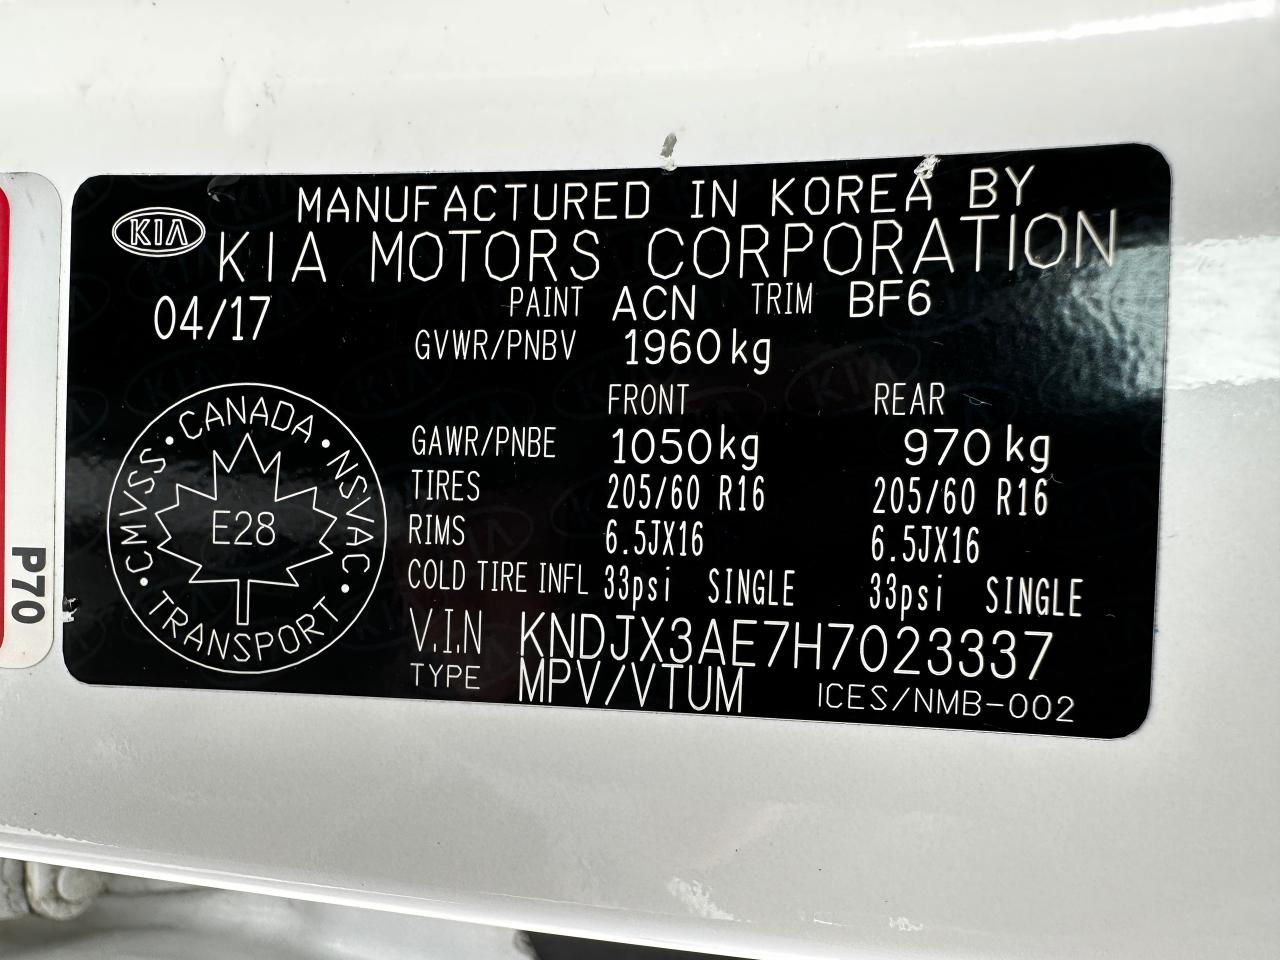 MANUFACTURED IN KOREA BY
KIA KIA MOTORS CORPORATION
04/17 PAINT ACN TRIM BF6
GVWR/PNBV 1960kg
FRONT REAR
GAWR/PNBE 1050kg 970kg
TIRES 205/60 R16 205/60 R16
RIMS 6.5JX16 6.5JX16
COLD TIRE INFL 33psi SINGLE 33psi SINGLE
V.I.N KNDJX3AE7H7023337
TYPE MPV/VTUM ICES/NMB-002
CANADA • NSVAC • TRANSPORT • CMVSS •
E28
P70